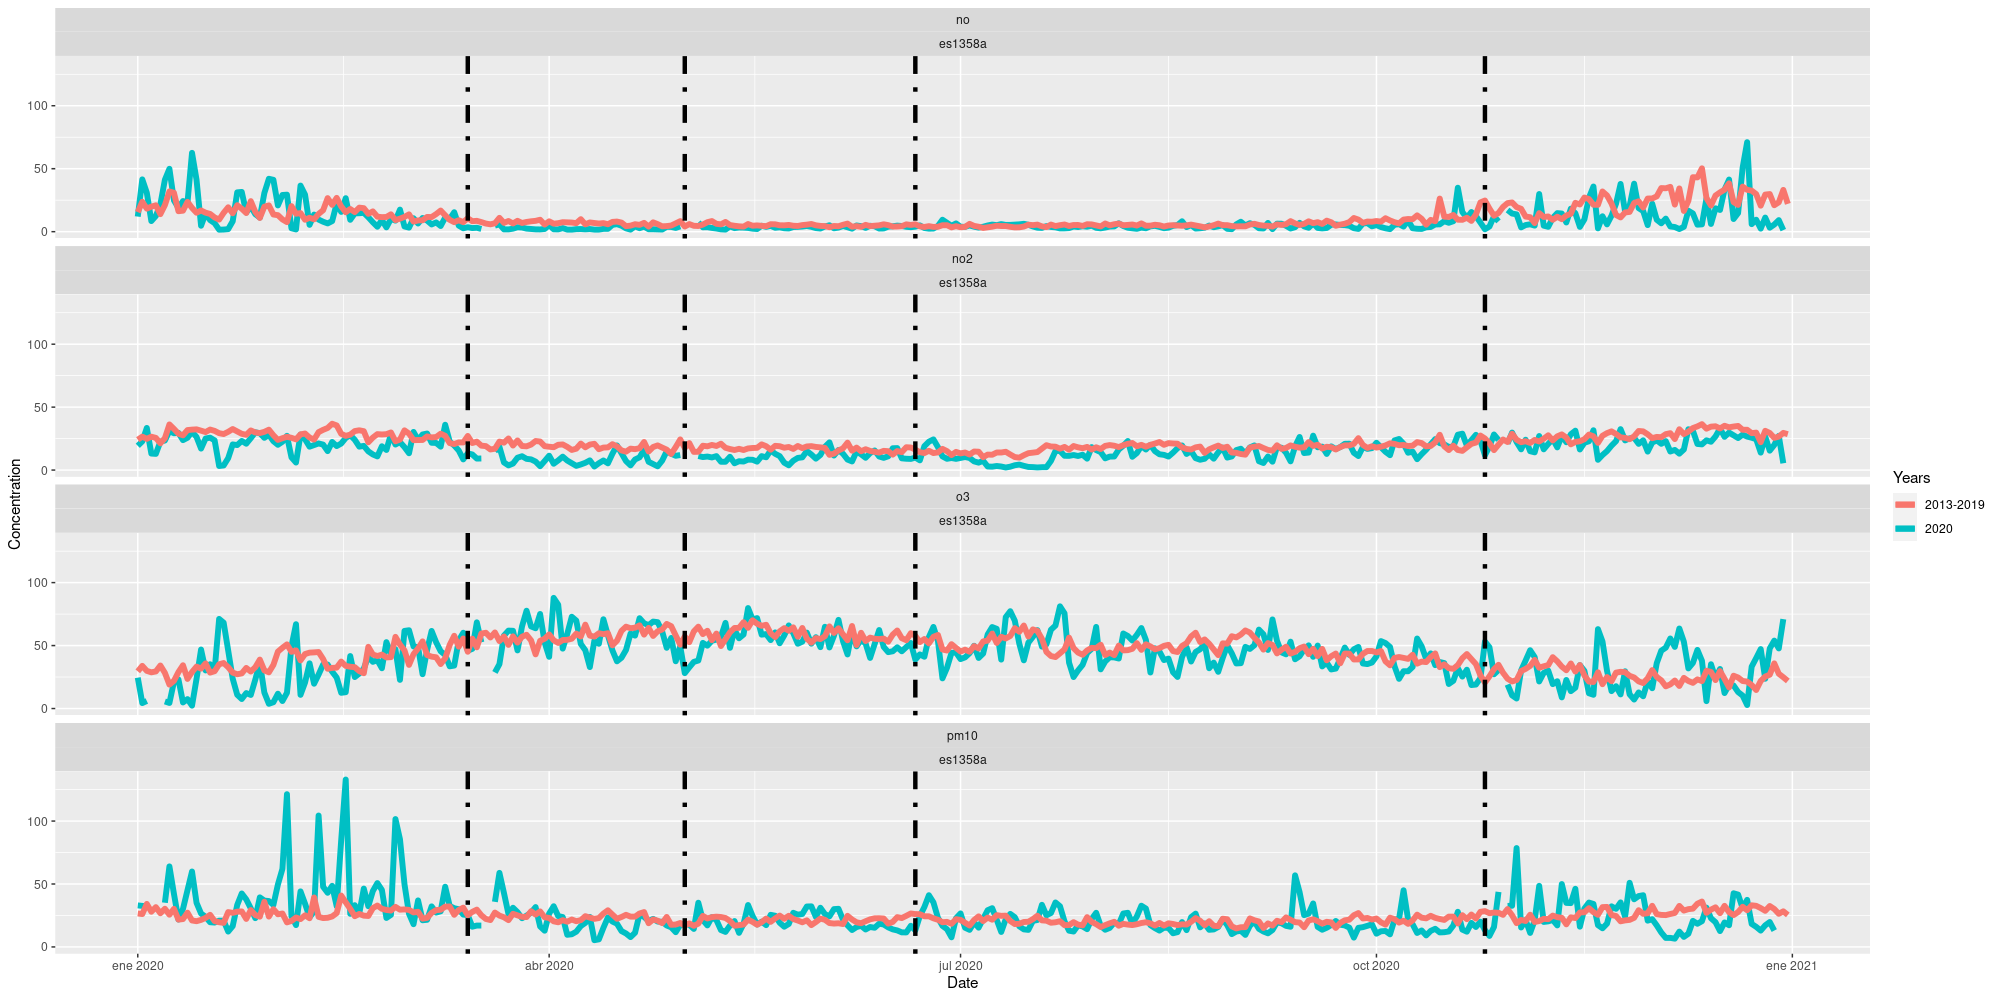 no
es1358a
100
50
0
no2
es1358a
100
50
0
o3
es1358a
100
50
0
pm10
es1358a
100
50
0
ene 2020
abr 2020
jul 2020
oct 2020
ene 2021
Date
Concentration
Years
2013-2019
2020